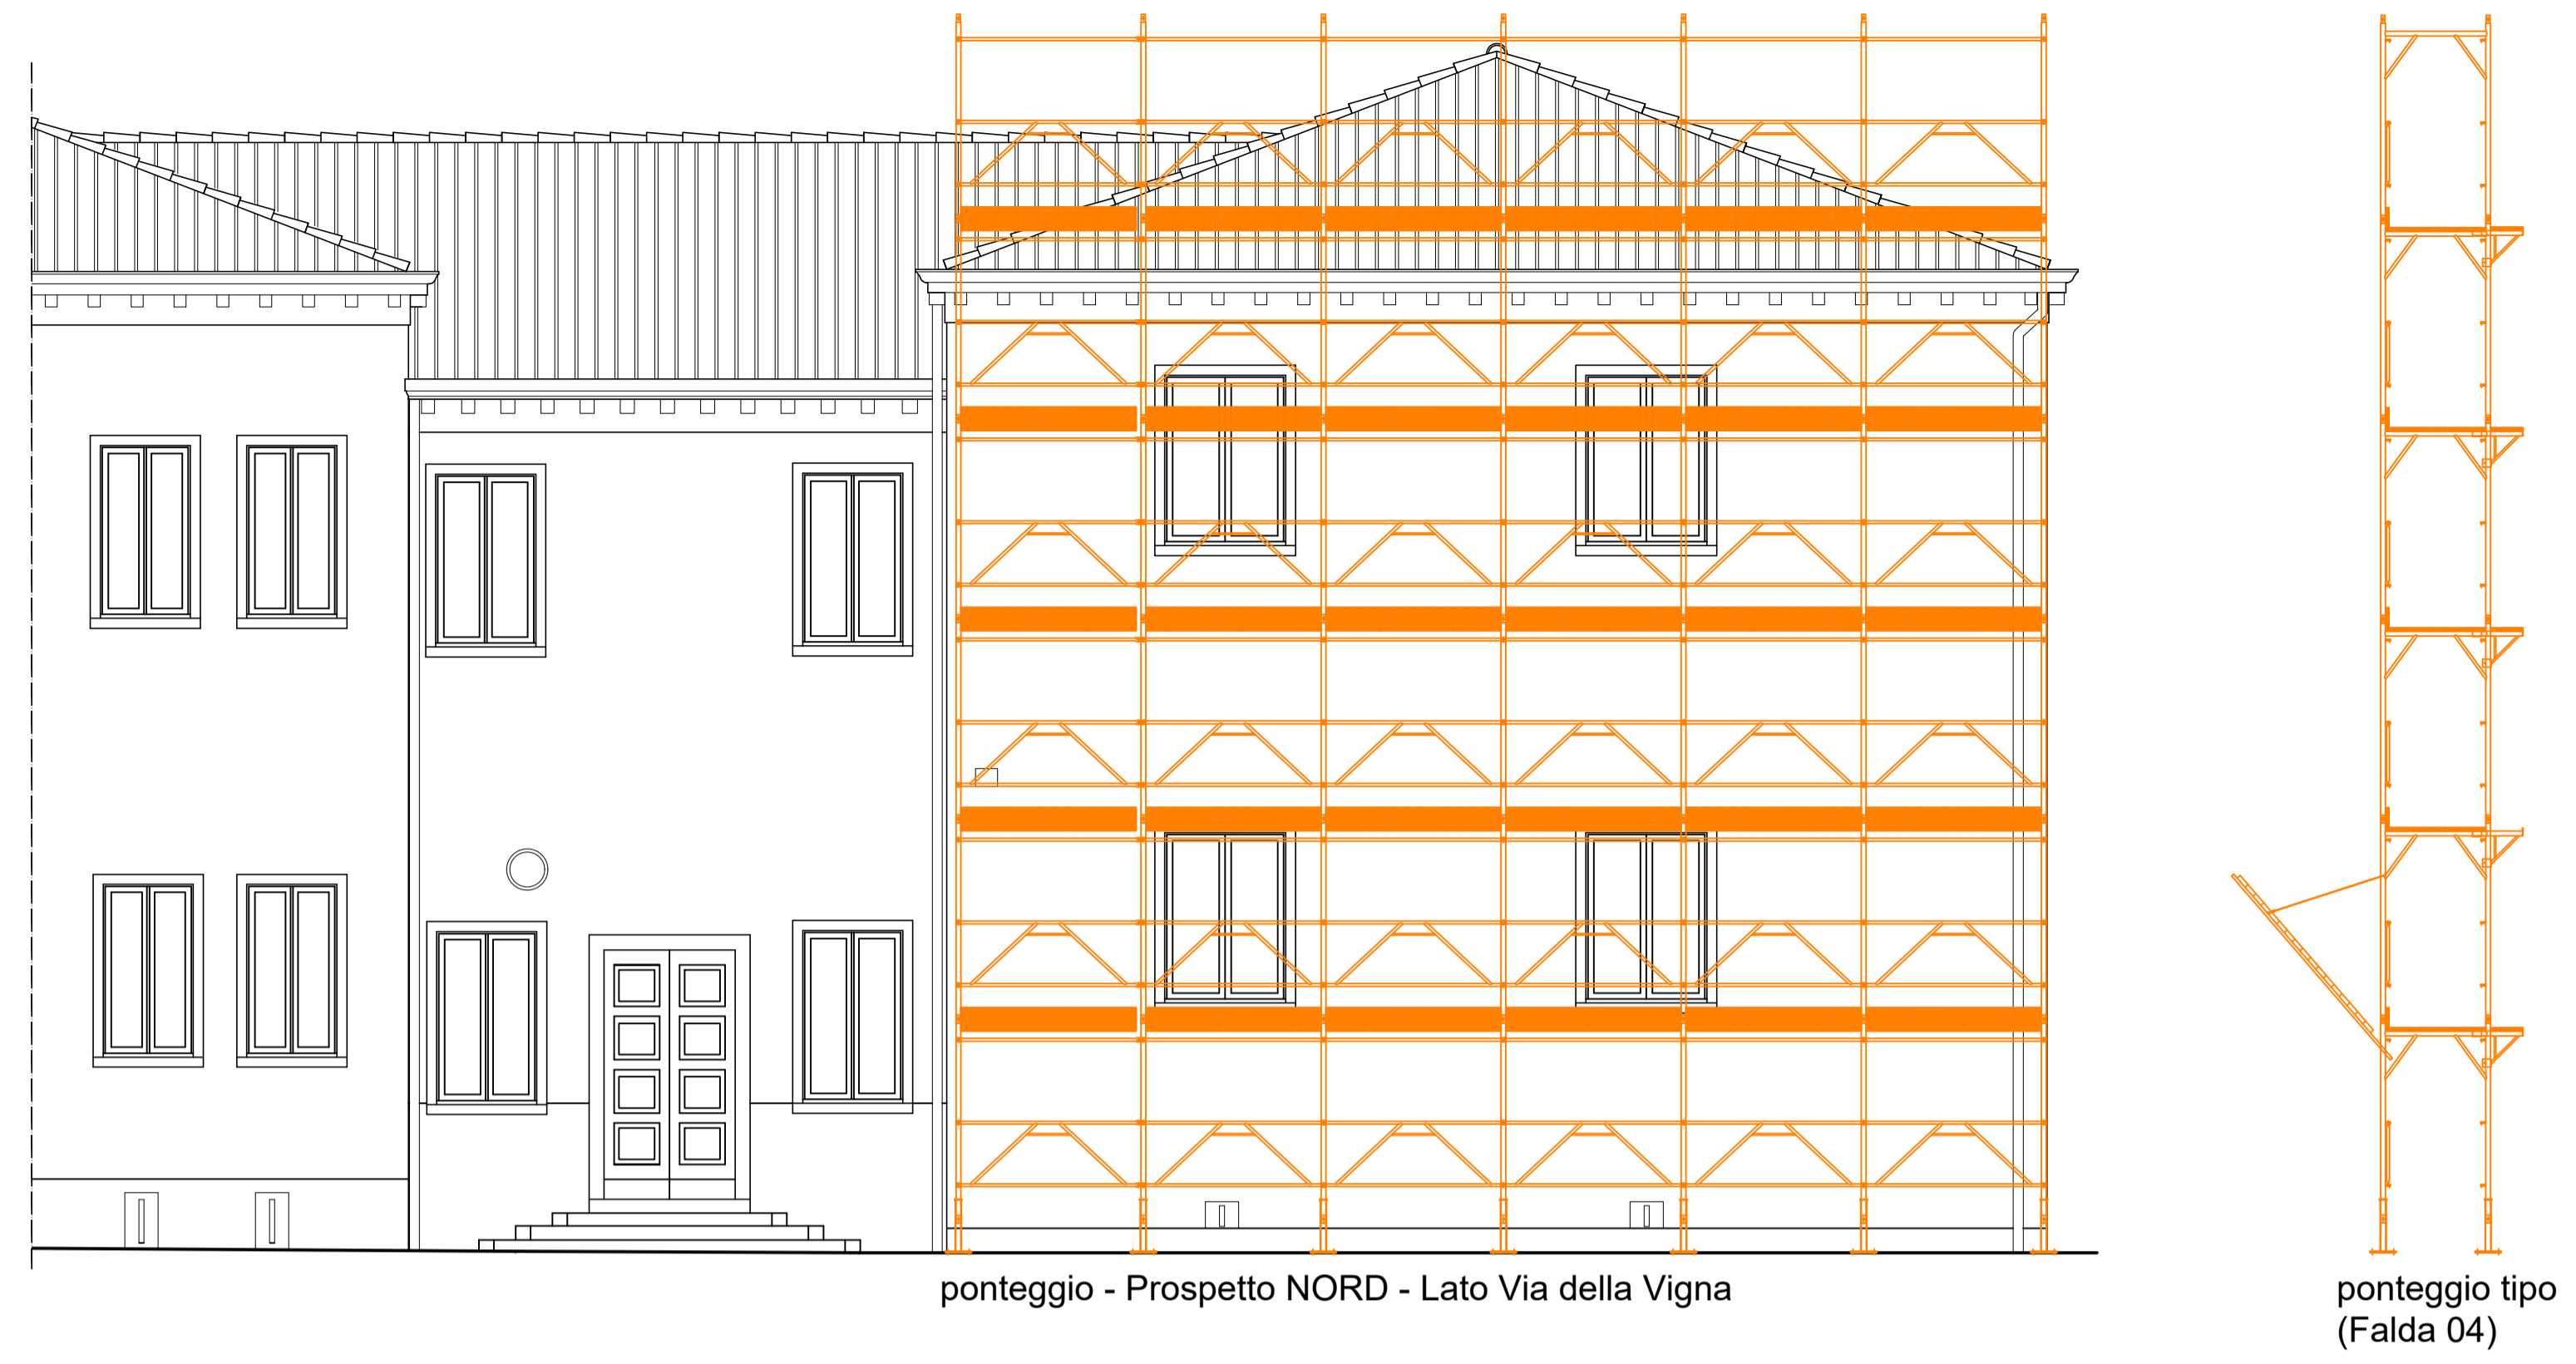 ponteggio - Prospetto NORD - Lato Via della Vigna
ponteggio tipo
(Falda 04)